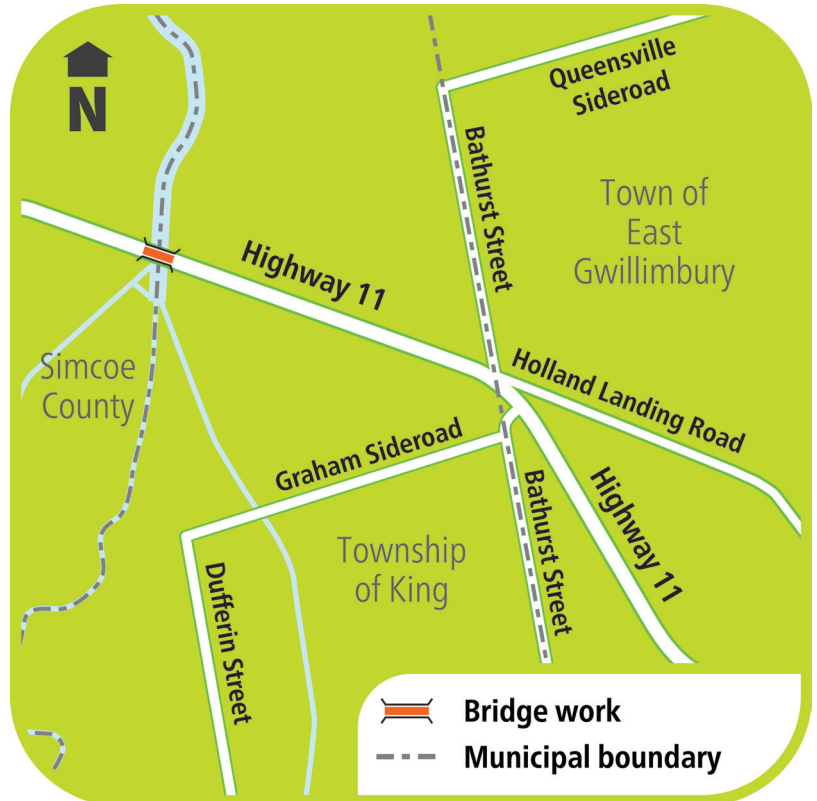 N
Queensville
Sideroad
Bathurst Street
Town of
East
Gwillimbury
Highway 11
Simcoe
County
Holland Landing Road
Graham Sideroad
Bathurst Street
Highway 11
Township
of King
Dufferin Street
Bridge work
Municipal boundary